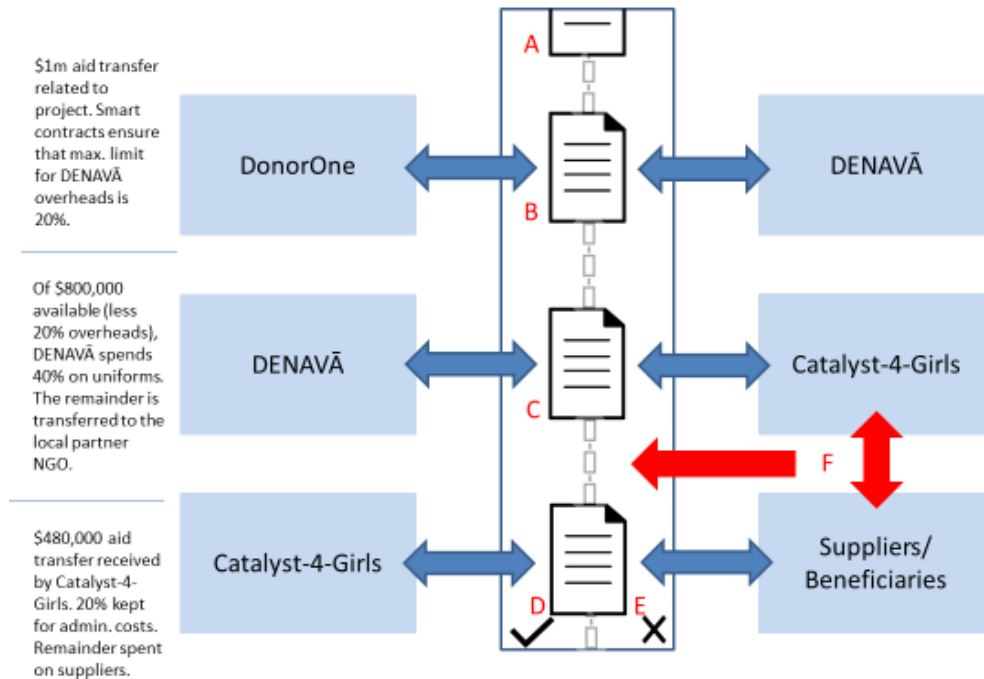 A
$1m aid transfer
related to
project. Smart
contracts ensure
that max. limit
for DENAVĀ
overheads is
20%.
DonorOne
B
DENAVĀ
Of $800,000
available (less
20% overheads),
DENAVĀ spends
40% on uniforms.
The remainder is
transferred to the
local partner
NGO.
DENAVĀ
C
Catalyst-4-Girls
F
$480,000 aid
transfer received
by Catalyst-4-
Girls. 20% kept
for admin. costs.
Remainder spent
on suppliers.
Catalyst-4-Girls
D
E
Suppliers/
Beneficiaries